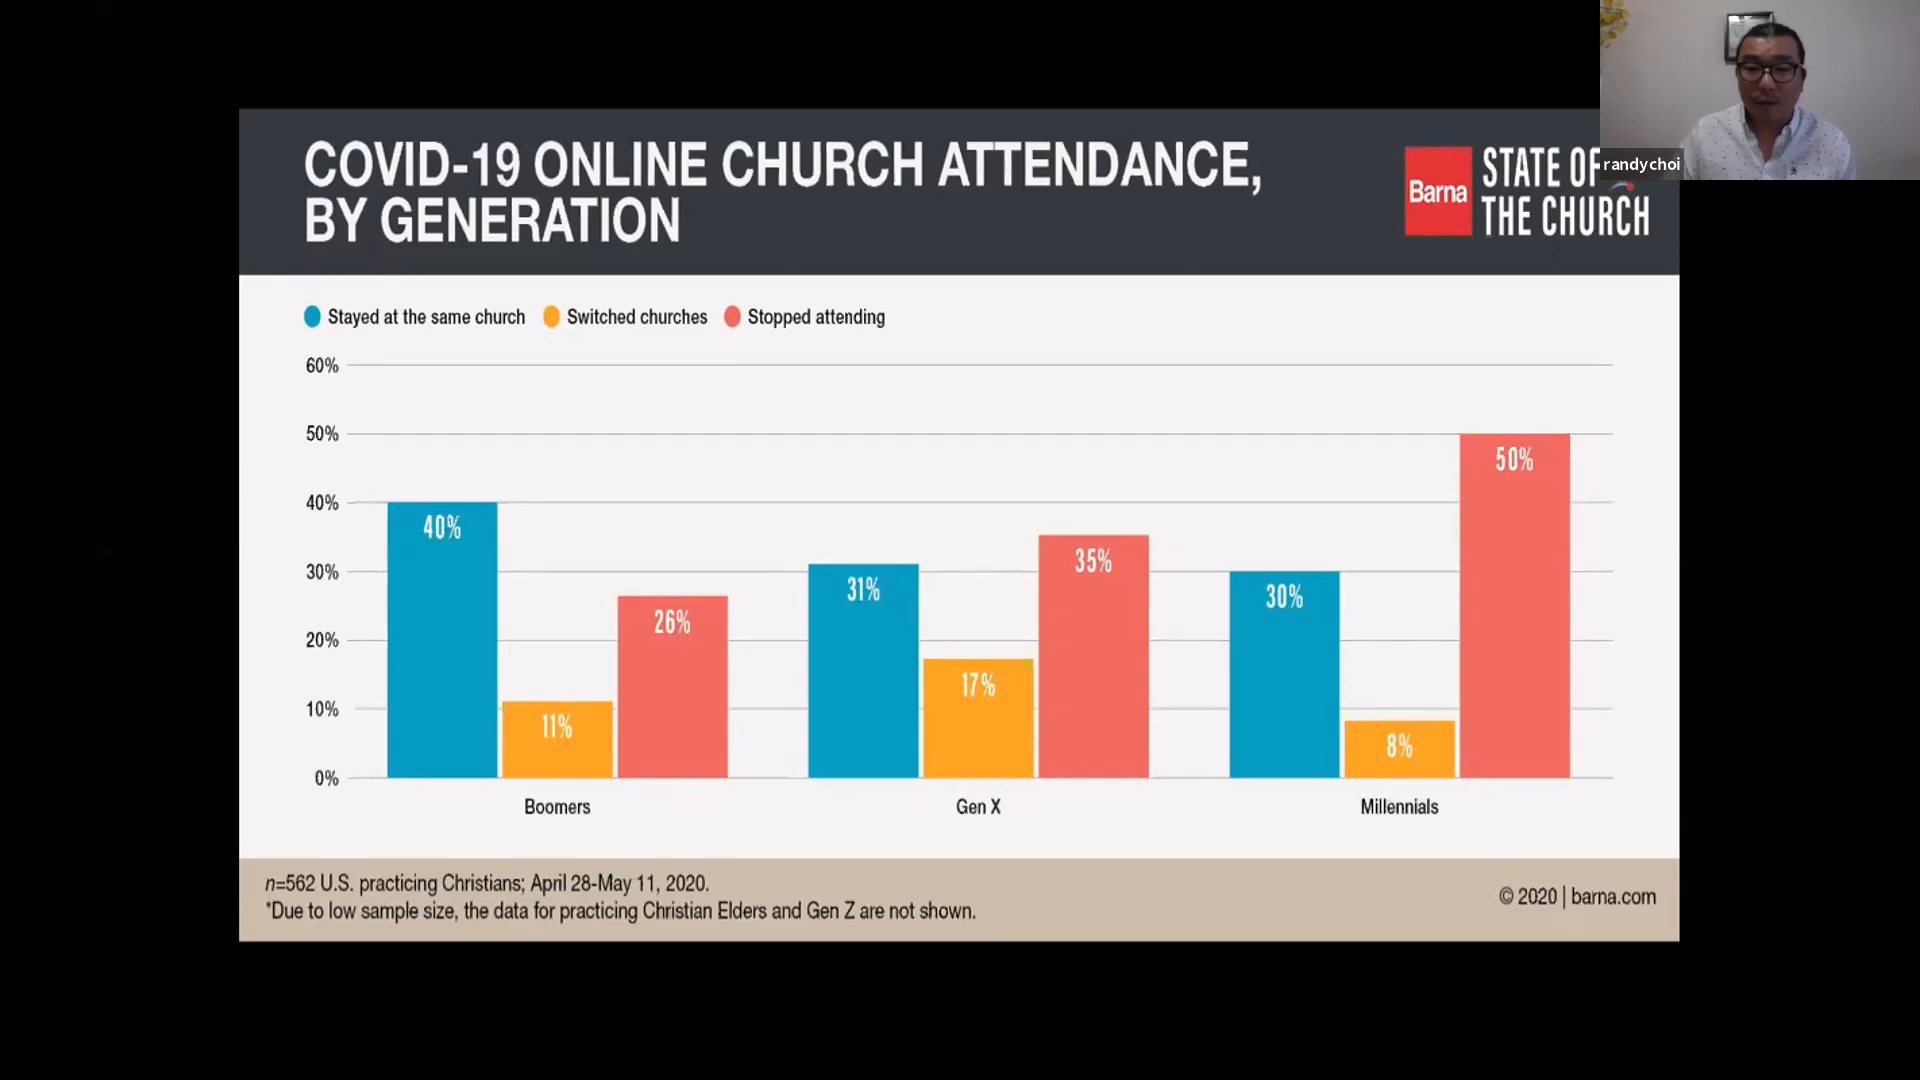 COVID-19 ONLINE CHURCH ATTENDANCE,
BY GENERATION
Barna
STATE OF
THE CHURCH
randychoi
Stayed at the same church
Switched churches
Stopped attending
60%
50%
40%
30%
20%
10%
0%
40%
11%
26%
31%
17%
35%
30%
8%
50%
Boomers
Gen X
Millennials
n=562 U.S. practicing Christians; April 28-May 11, 2020.
*Due to low sample size, the data for practicing Christian Elders and Gen Z are not shown.
© 2020 | barna.com